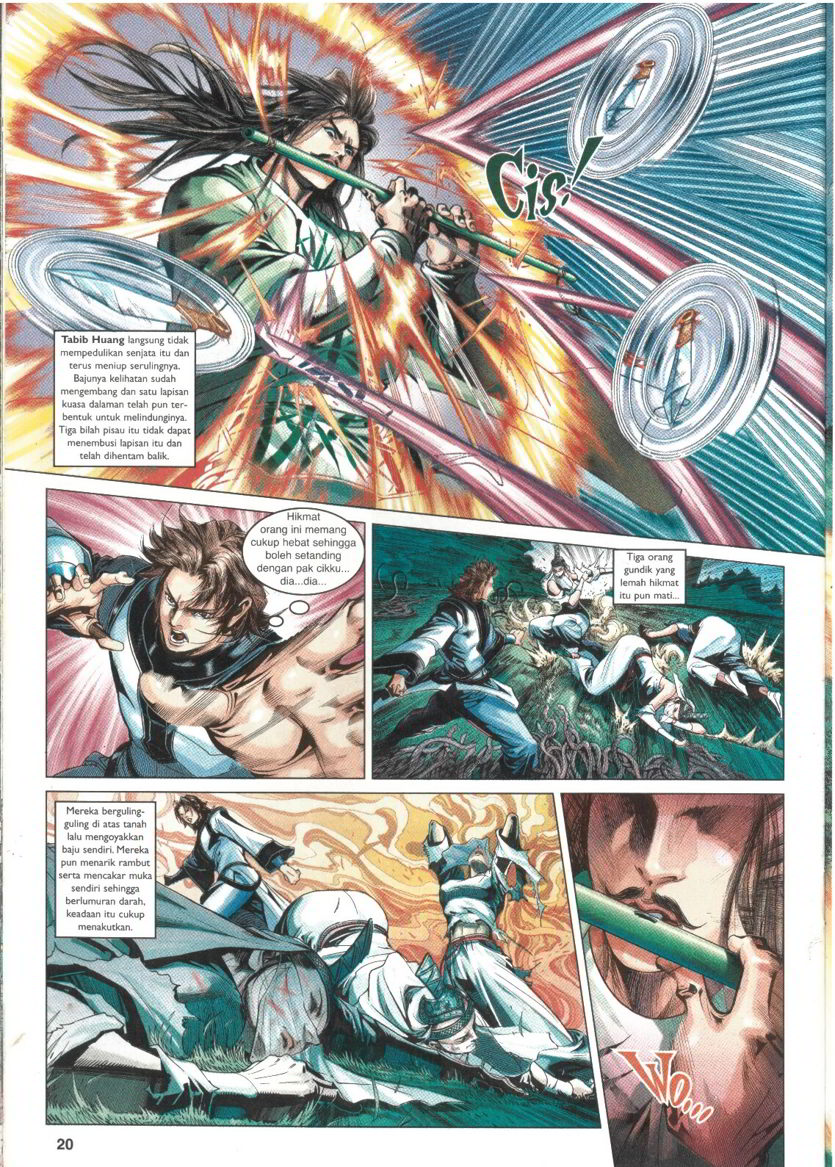 Cis!
Tabib Huang langsung tidak
mempedulikan senjata itu dan
terus meniup serulingnya.
Bajunya kelihatan sudah
mengembang dan satu lapisan
kuasa dalaman telah pun ter-
bentuk untuk melindunginya.
Tiga bilah pisau itu tidak dapat
menembusi lapisan itu dan
telah dihentam balik.
Hikmat
orang ini memang
cukup hebat sehingga
boleh setanding
dengan pak cikku...
dia...dia...
Tiga orang
gundik yang
lemah hikmat
itu pun mati...
Mereka berguling-
guling di atas tanah
lalu mengoyakkan
baju sendiri. Mereka
pun menarik rambut
serta mencakar muka
sendiri sehingga
berlumuran darah,
keadaan itu cukup
menakutkan.
Wo...
20